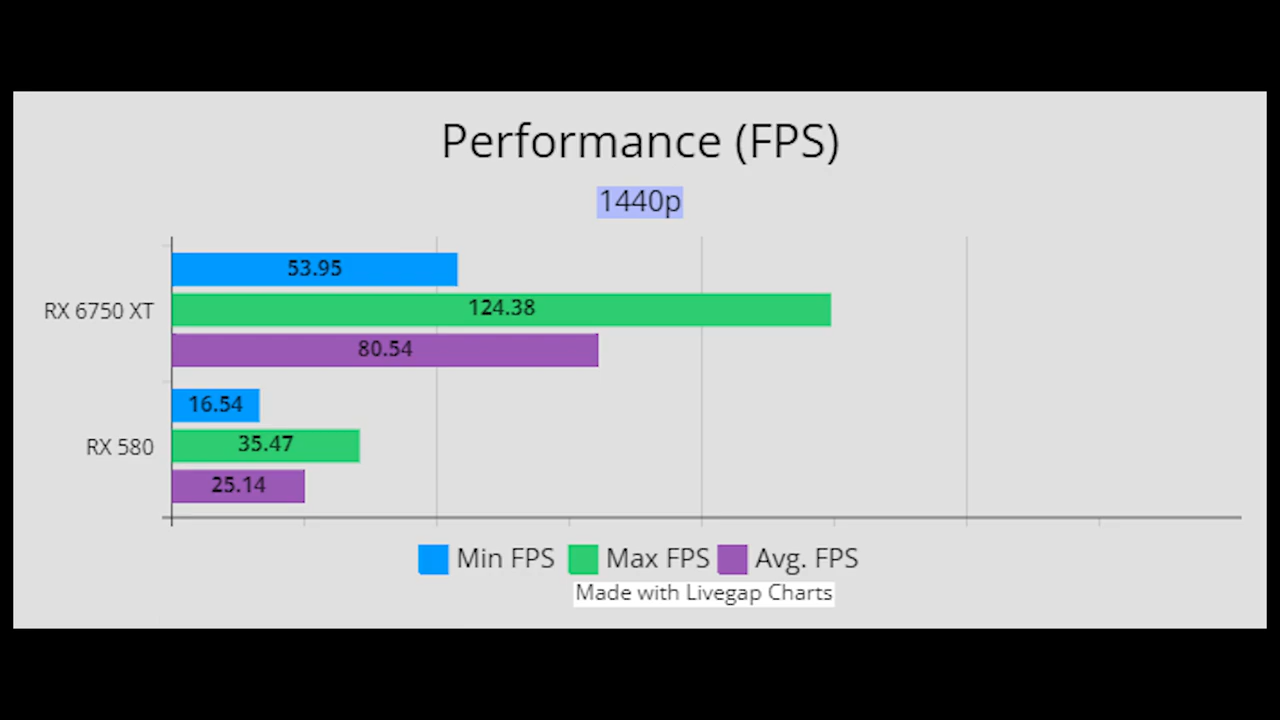 Performance (FPS)
1440p
RX 6750 XT
53.95
124.38
80.54
RX 580
16.54
35.47
25.14
Min FPS Max FPS Avg. FPS
Made with Livegap Charts